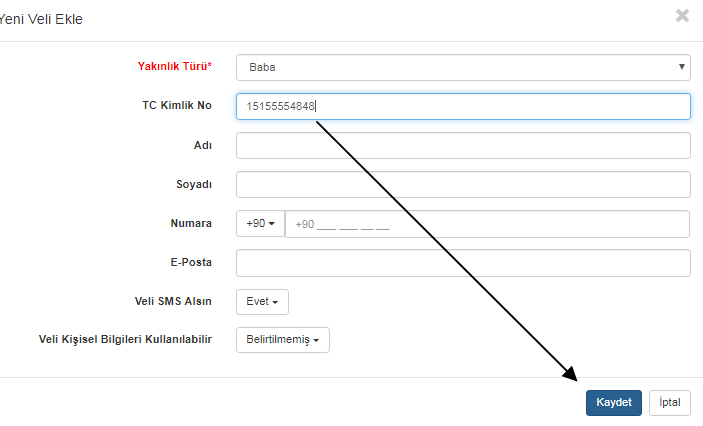 Yeni Veli Ekle ×
Yakınlık Türü* Baba
TC Kimlik No 15155554848
Adı
Soyadı
Numara +90 +90 ___ ___ __ __
E-Posta
Veli SMS Alsın Evet
Veli Kişisel Bilgileri Kullanılabilir Belirtilmemiş
Kaydet İptal